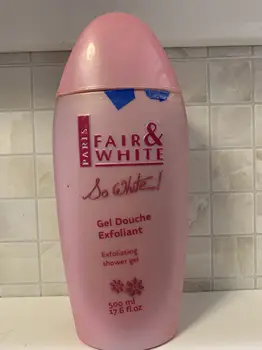 PARIS
FAIR&
WHITE
So White!
Gel Douche
Exfoliant
Exfoliating
shower gel
500 ml
17.6 fl.oz